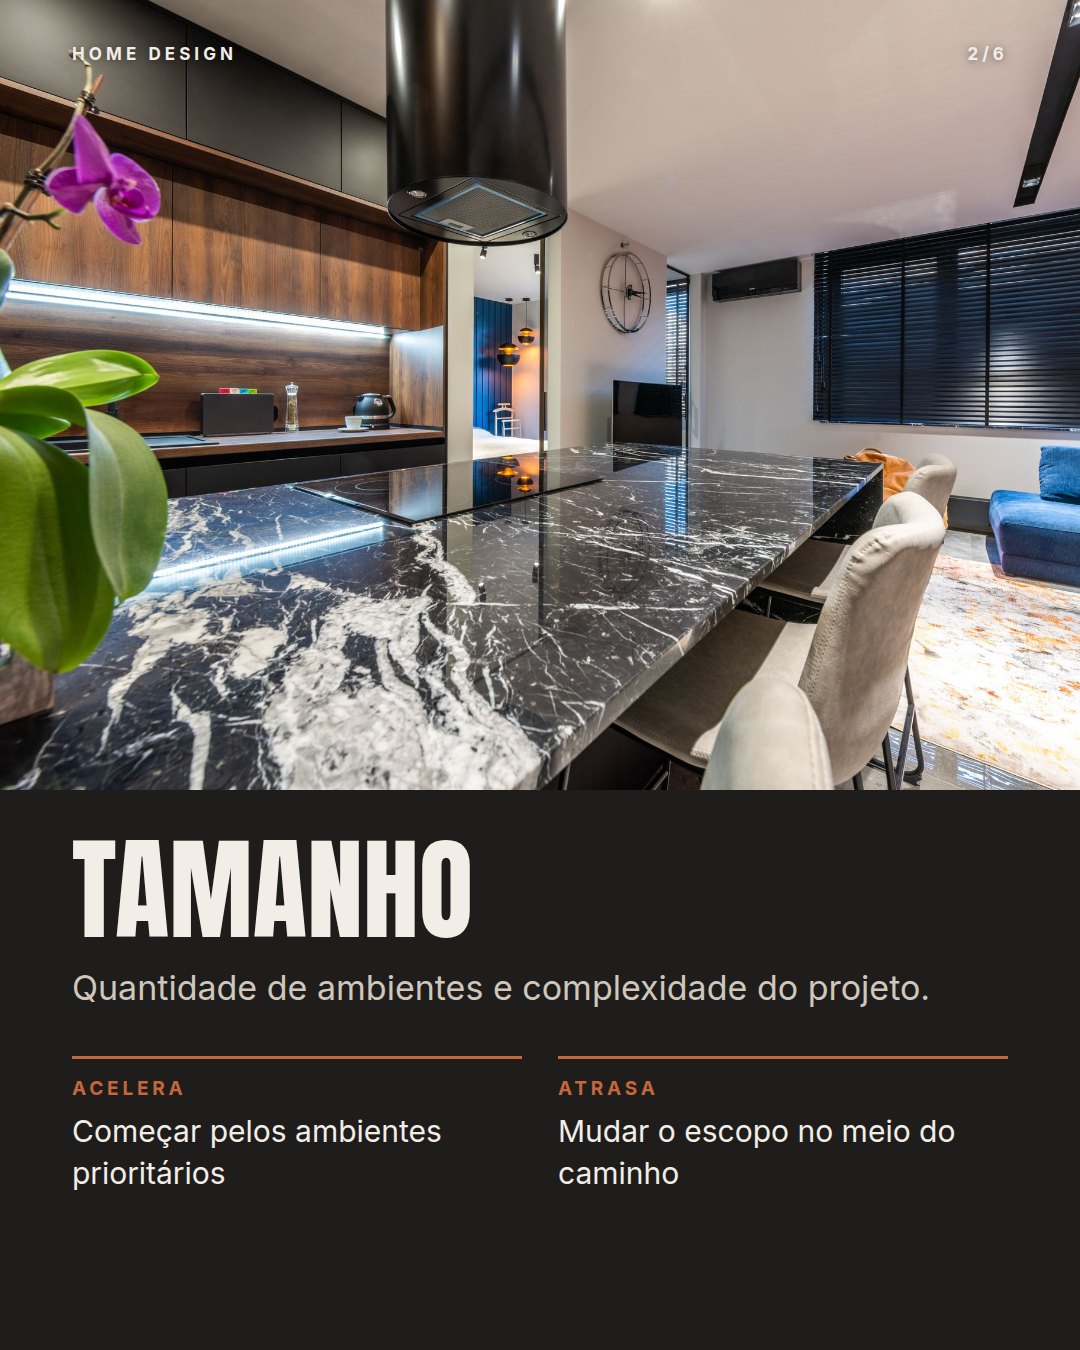 HOME DESIGN
2/6
TAMANHO
Quantidade de ambientes e complexidade do projeto.
ACELERA
Começar pelos ambientes
prioritários
ATRASA
Mudar o escopo no meio do
caminho